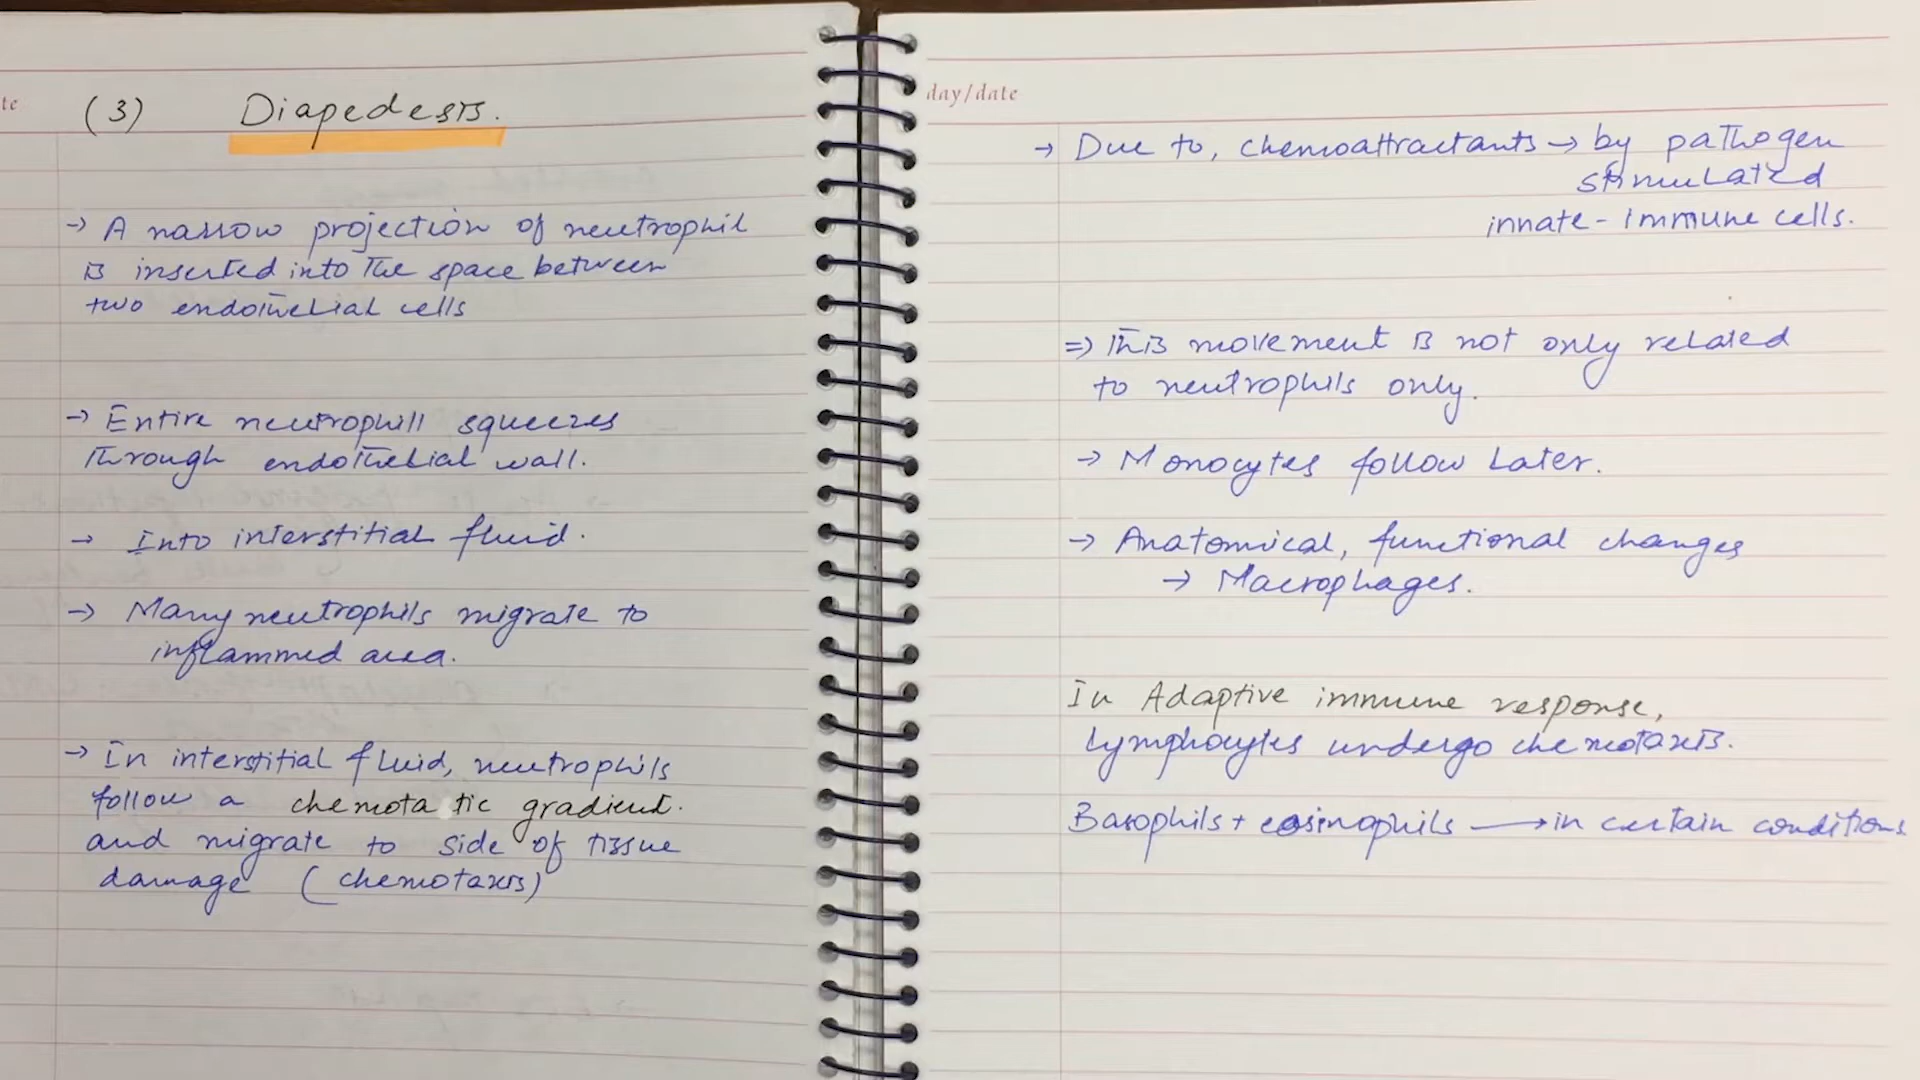 te
(3) Diapedesis.
→ A narrow projection of neutrophil
is inserted into the space between
two endothelial cells
→ Entire neutrophill squeezes
through endothelial wall.
→ Into interstitial fluid.
→ Many neutrophils migrate to
inflammed area.
→ In interstitial fluid, neutrophils
follow a chemota tic gradient.
and migrate to side of tissue
damage (chemotaxis)
day/date
→ Due to, chemoattractants → by pathogen
stimulated
innate - immune cells.
⇒ This movement is not only related
to neutrophils only.
→ Monocytes follow later.
→ Anatomical, functional changes
→ Macrophages.
In Adaptive immune response,
lymphocytes undergo chemotaxis.
Basophils + eosinophils → in certain conditions